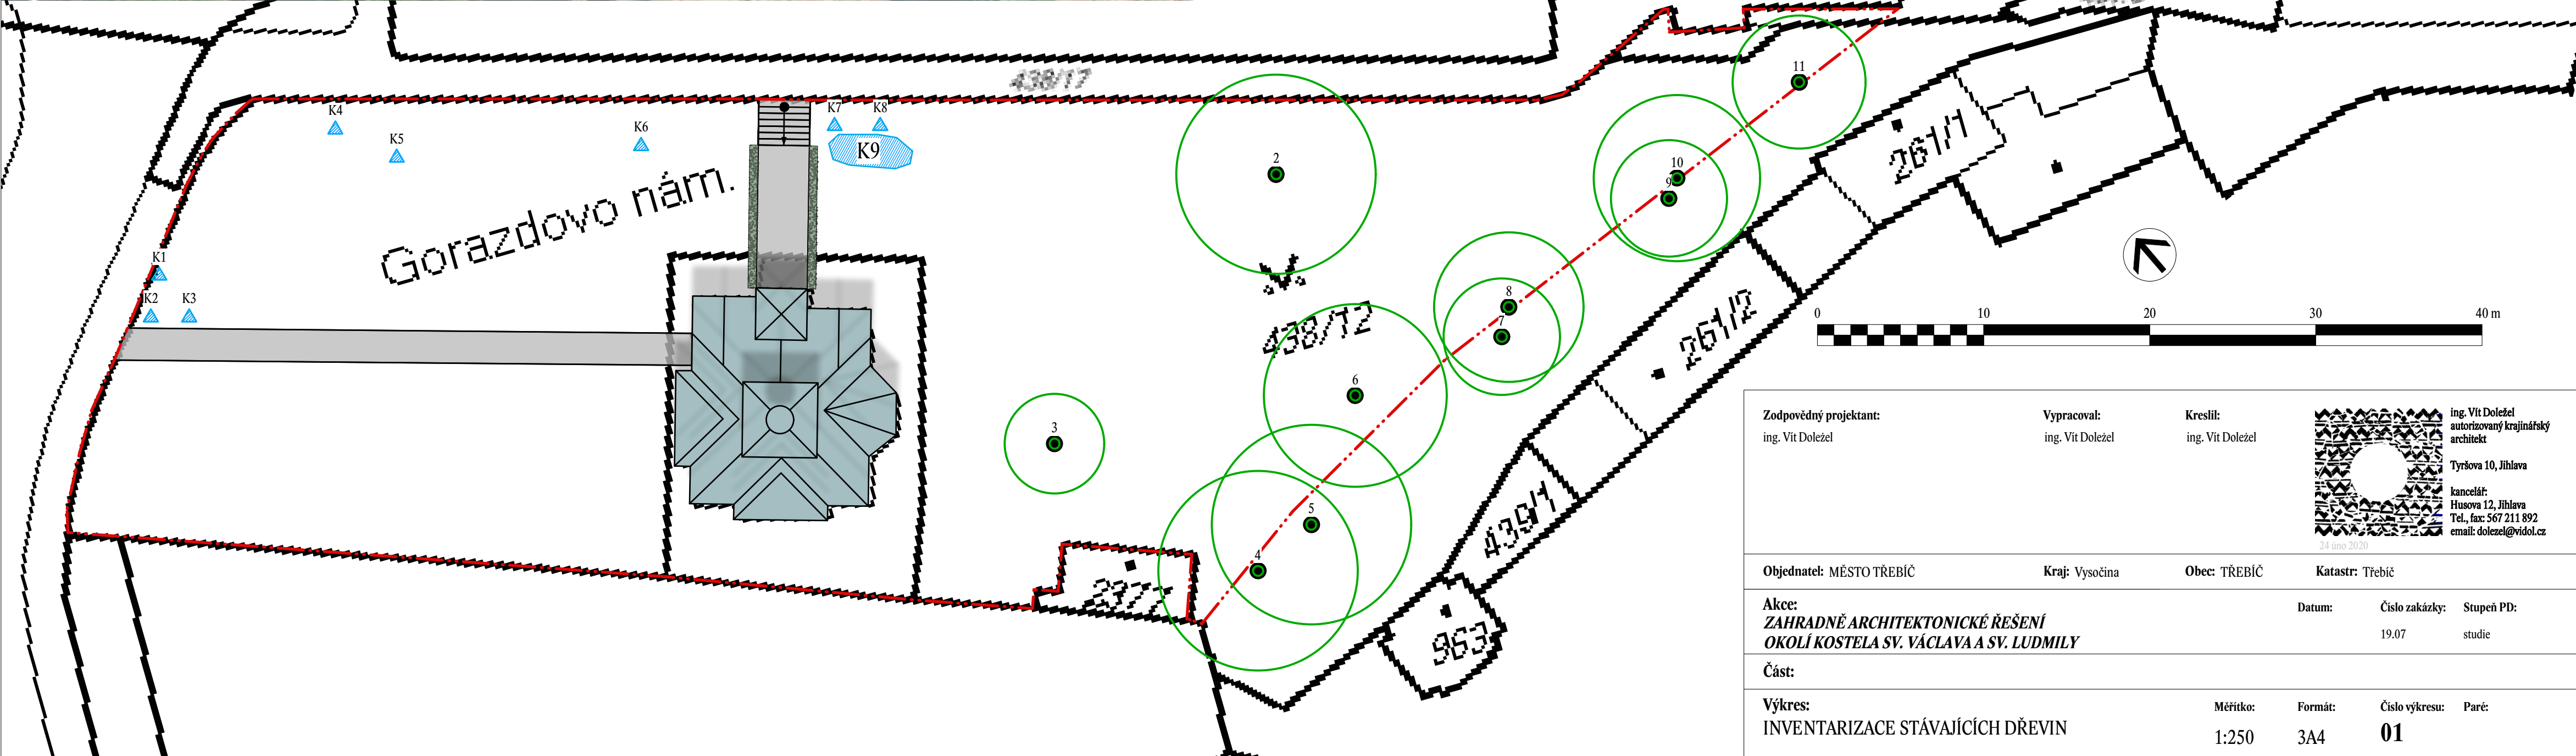 438/17
11
K4
K7
K8
K6
K5
K9
2
10
9
261/1
Gorazdovo nám.
K1
K2
K3
8
7
438/12
261/2
6
3
5
4
439/1
963
0
10
20
30
40 m
Zodpovědný projektant:
ing. Vít Doležel
Vypracoval:
ing. Vít Doležel
Kreslil:
ing. Vít Doležel
ing. Vít Doležel
autorizovaný krajinářský
architekt
Tyršova 10, Jihlava
kancelář:
Husova 12, Jihlava
Tel., fax: 567 211 892
email: dolezel@vidol.cz
24 úno 2020
Objednatel: MĚSTO TŘEBÍČ
Kraj: Vysočina
Obec: TŘEBÍČ
Katastr: Třebíč
Akce:
ZAHRADNĚ ARCHITEKTONICKÉ ŘEŠENÍ
OKOLÍ KOSTELA SV. VÁCLAVA A SV. LUDMILY
Datum:
Číslo zakázky:
19.07
Stupeň PD:
studie
Část:
Výkres:
INVENTARIZACE STÁVAJÍCÍCH DŘEVIN
Měřítko:
1:250
Formát:
3A4
Číslo výkresu:
01
Paré: